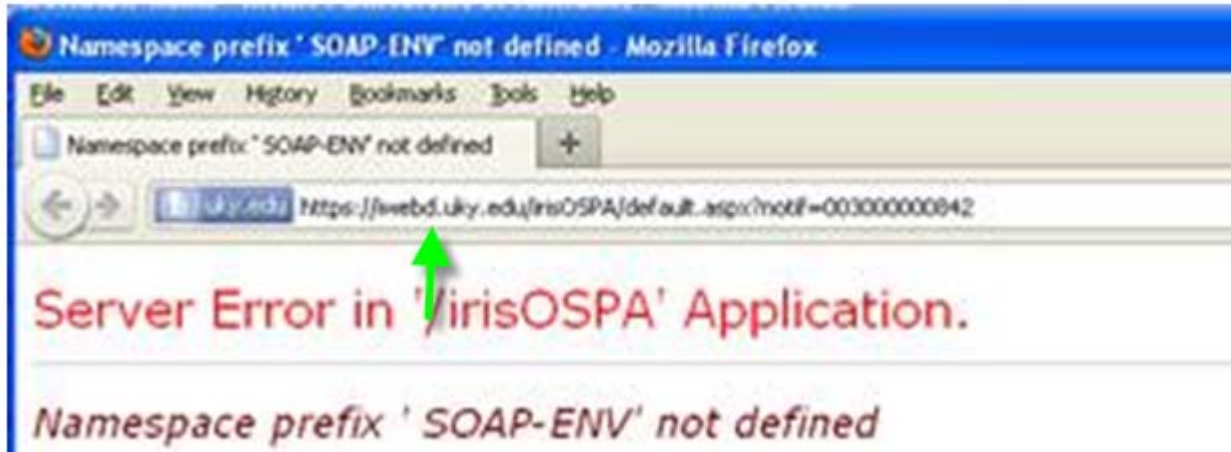 Namespace prefix ' SOAP-ENV' not defined - Mozilla Firefox
File Edit View History Bookmarks Tools Help
Namespace prefix ' SOAP-ENV' not defined +
uky.edu https://iwebd.uky.edu/irisOSPA/default.aspx?notif=003000000842
Server Error in '/irisOSPA' Application.
Namespace prefix ' SOAP-ENV' not defined